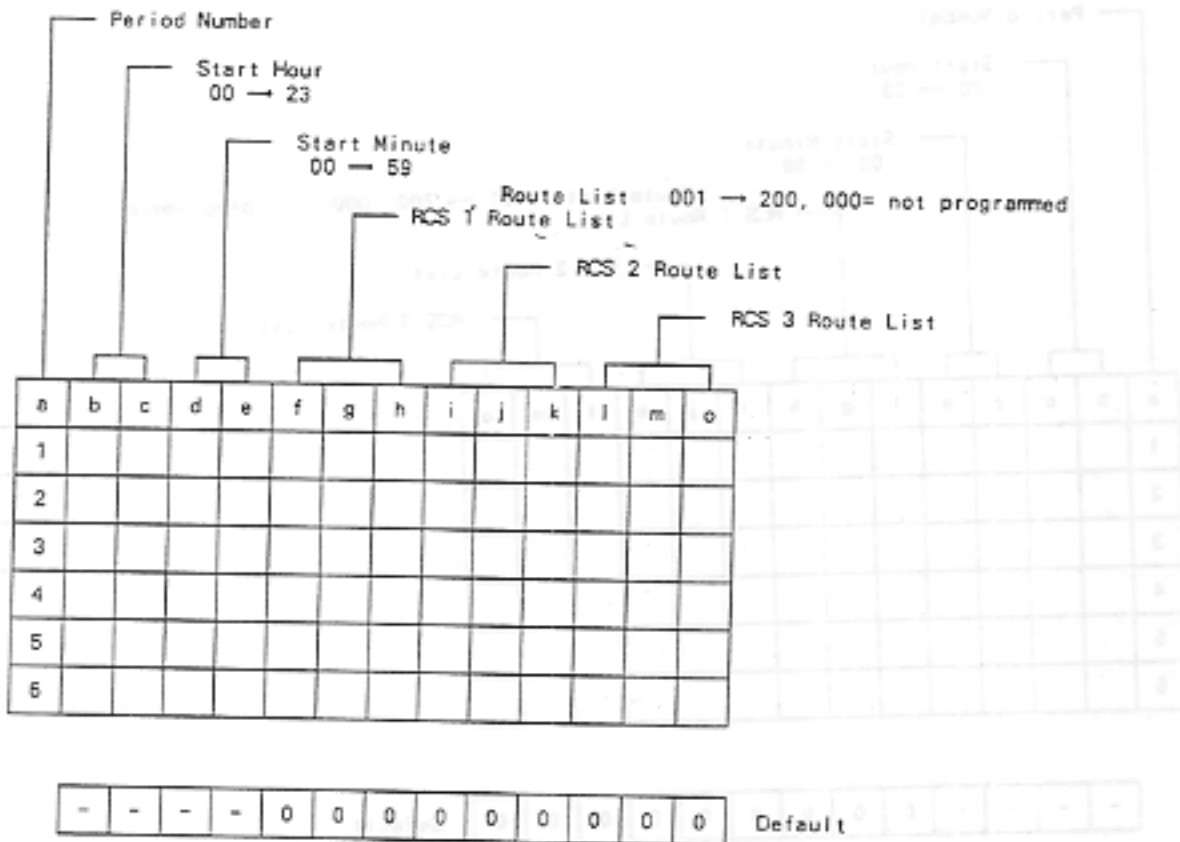 Period Number
Start Hour
00 → 23
Start Minute
00 — 59
Route List 001 → 200, 000= not programmed
RCS 1 Route List
RCS 2 Route List
RCS 3 Route List
a b c d e f g h i j k l m o
1
2
3
4
5
6
- - - - 0 0 0 0 0 0 0 0 0 Default